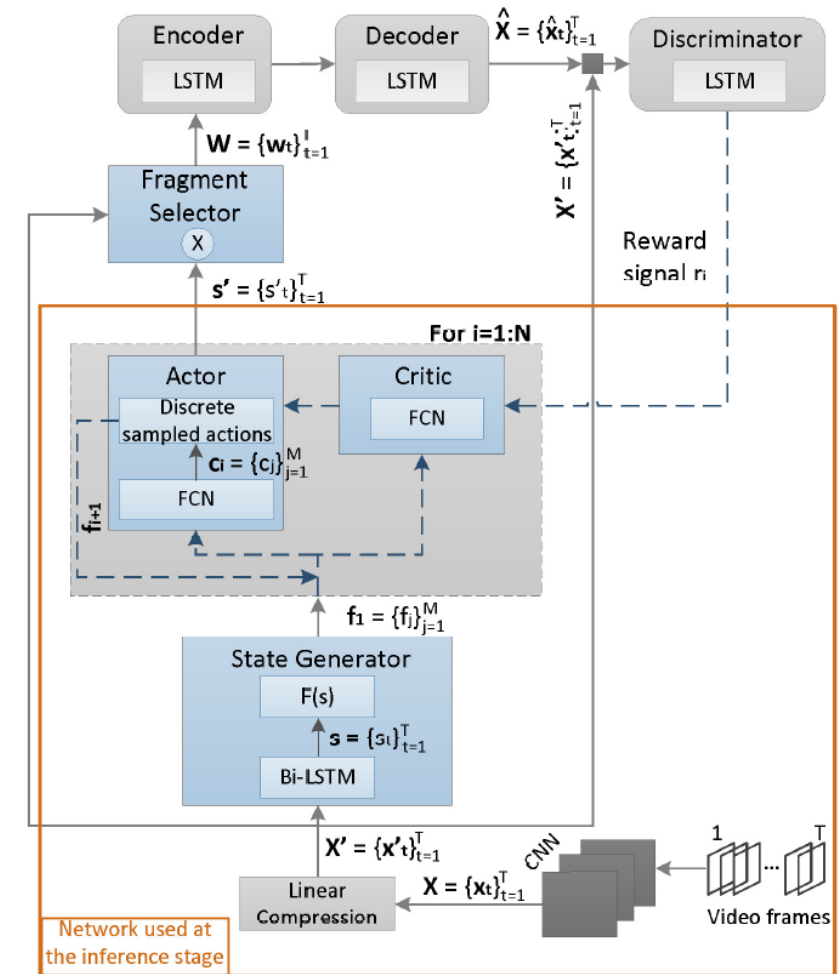 Encoder
LSTM
Decoder
LSTM
X̂ = {x̂t}ᵀt=1
Discriminator
LSTM
W = {wt}ᵀt=1
X' = {x't}ᵀt=1
Fragment
Selector
X
Reward
signal ri
s' = {s't}ᵀt=1
For i=1:N
Actor
Discrete
sampled actions
ci = {cj}ᴹj=1
FCN
Critic
FCN
fi+1
f1 = {fj}ᴹj=1
State Generator
F(s)
s = {st}ᵀt=1
Bi-LSTM
X' = {x't}ᵀt=1
Linear
Compression
X = {xt}ᵀt=1
CNN
1 T
...
Video frames
Network used at
the inference stage